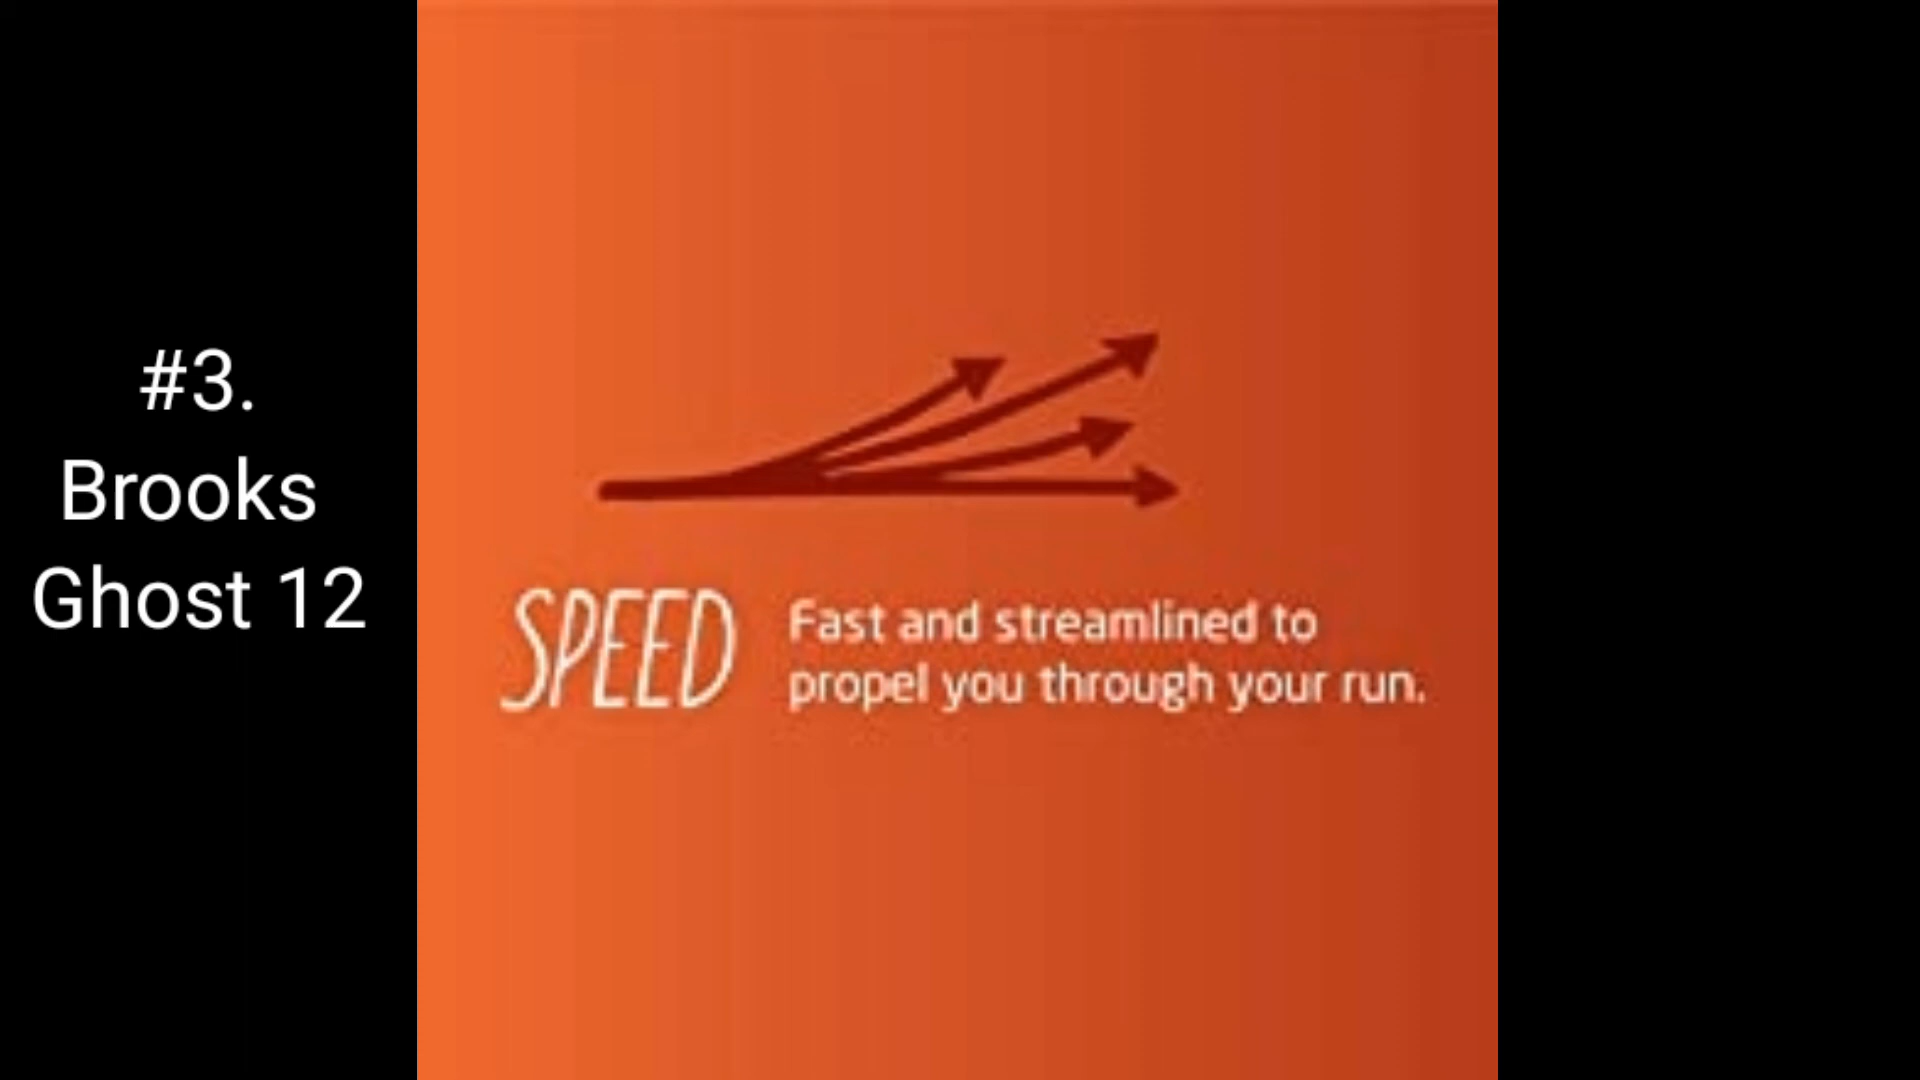 #3.
Brooks
Ghost 12
SPEED
Fast and streamlined to
propel you through your run.